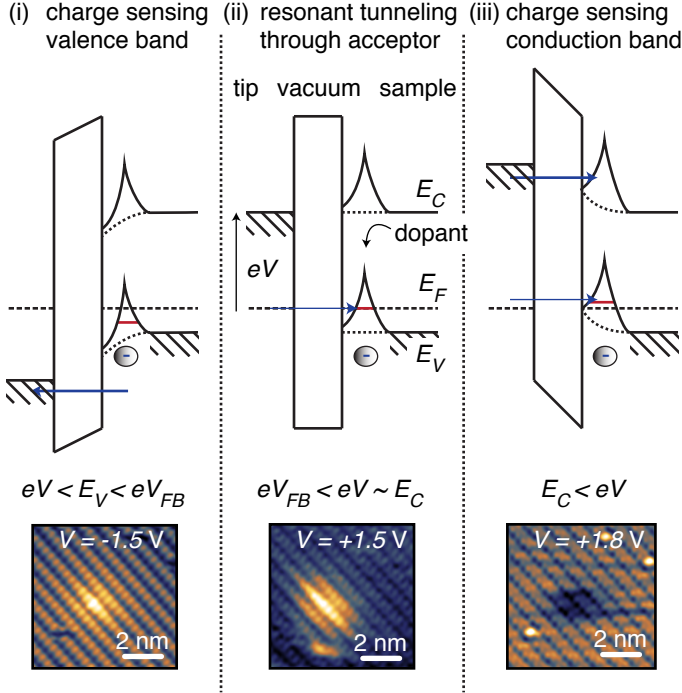 (i) charge sensing
valence band
(ii) resonant tunneling
through acceptor
(iii) charge sensing
conduction band
tip vacuum sample
E_C
dopant
eV
E_F
E_V
-
-
-
eV < E_V < eV_FB
eV_FB < eV ~ E_C
E_C < eV
V = -1.5 V
2 nm
V = +1.5 V
2 nm
V = +1.8 V
2 nm